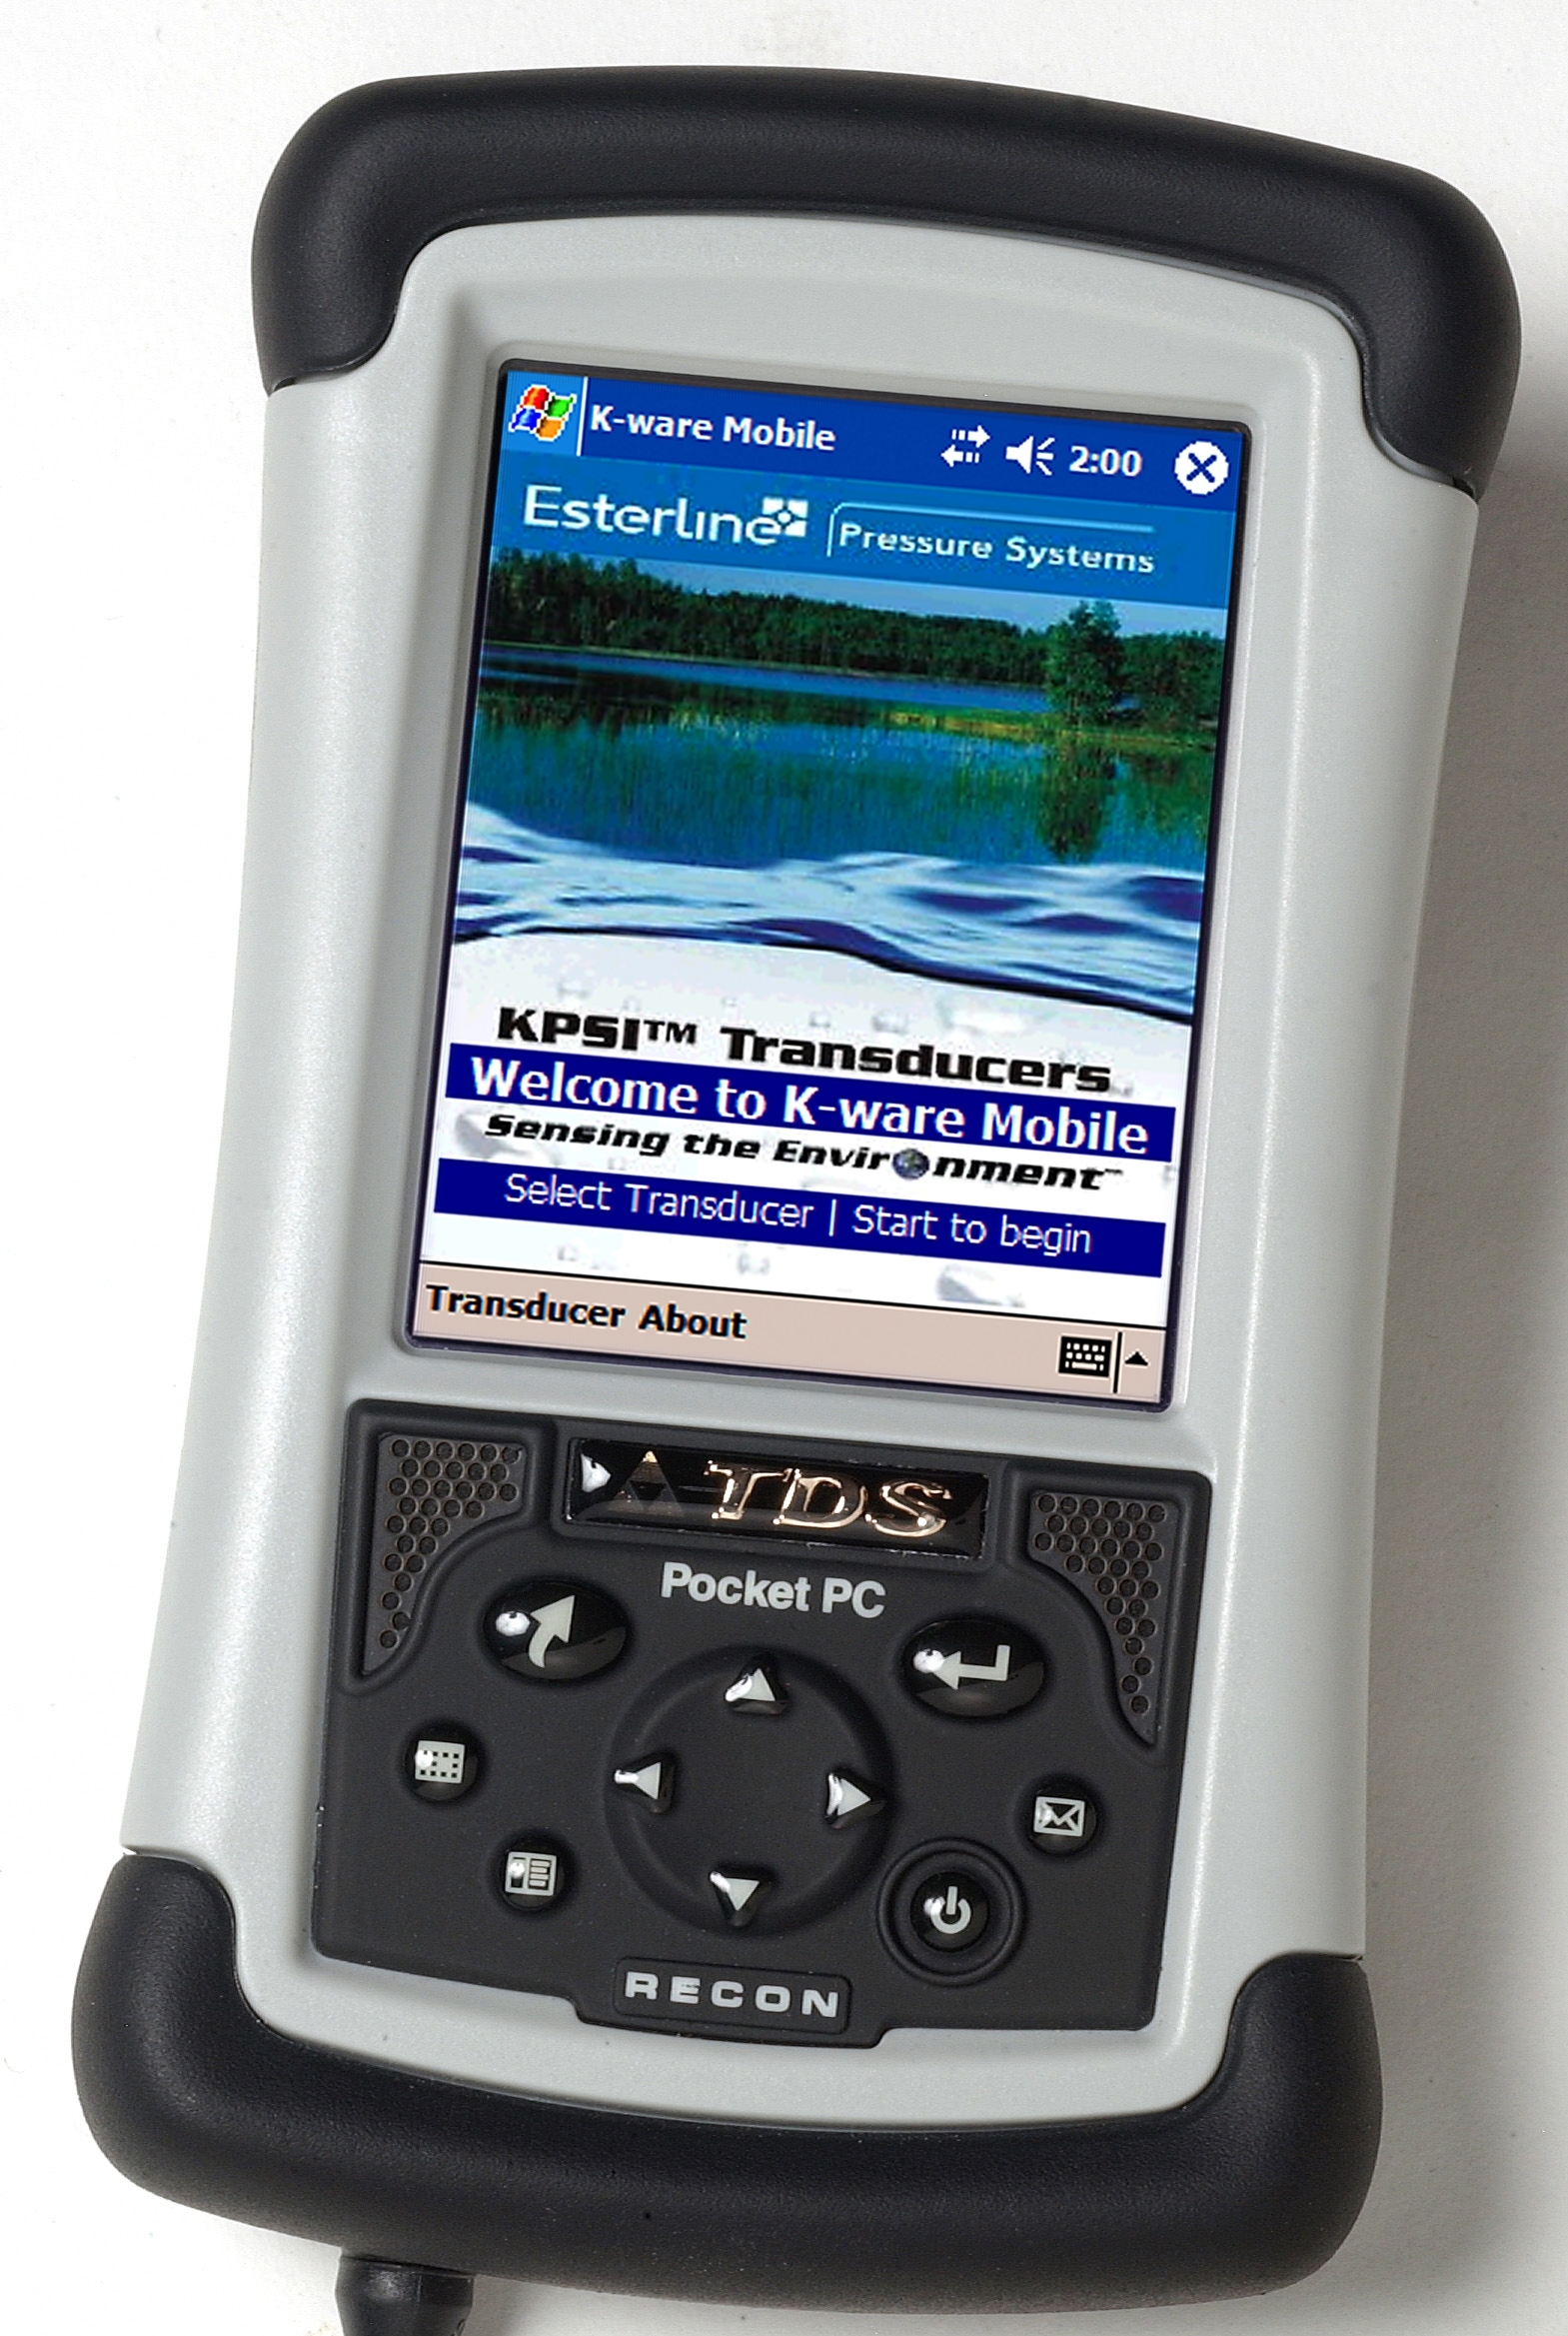 K-ware Mobile 2:00
Esterline Pressure Systems
KPSI™ Transducers
Welcome to K-ware Mobile
Sensing the Environment™
Select Transducer | Start to begin
Transducer About
TDS
Pocket PC
RECON